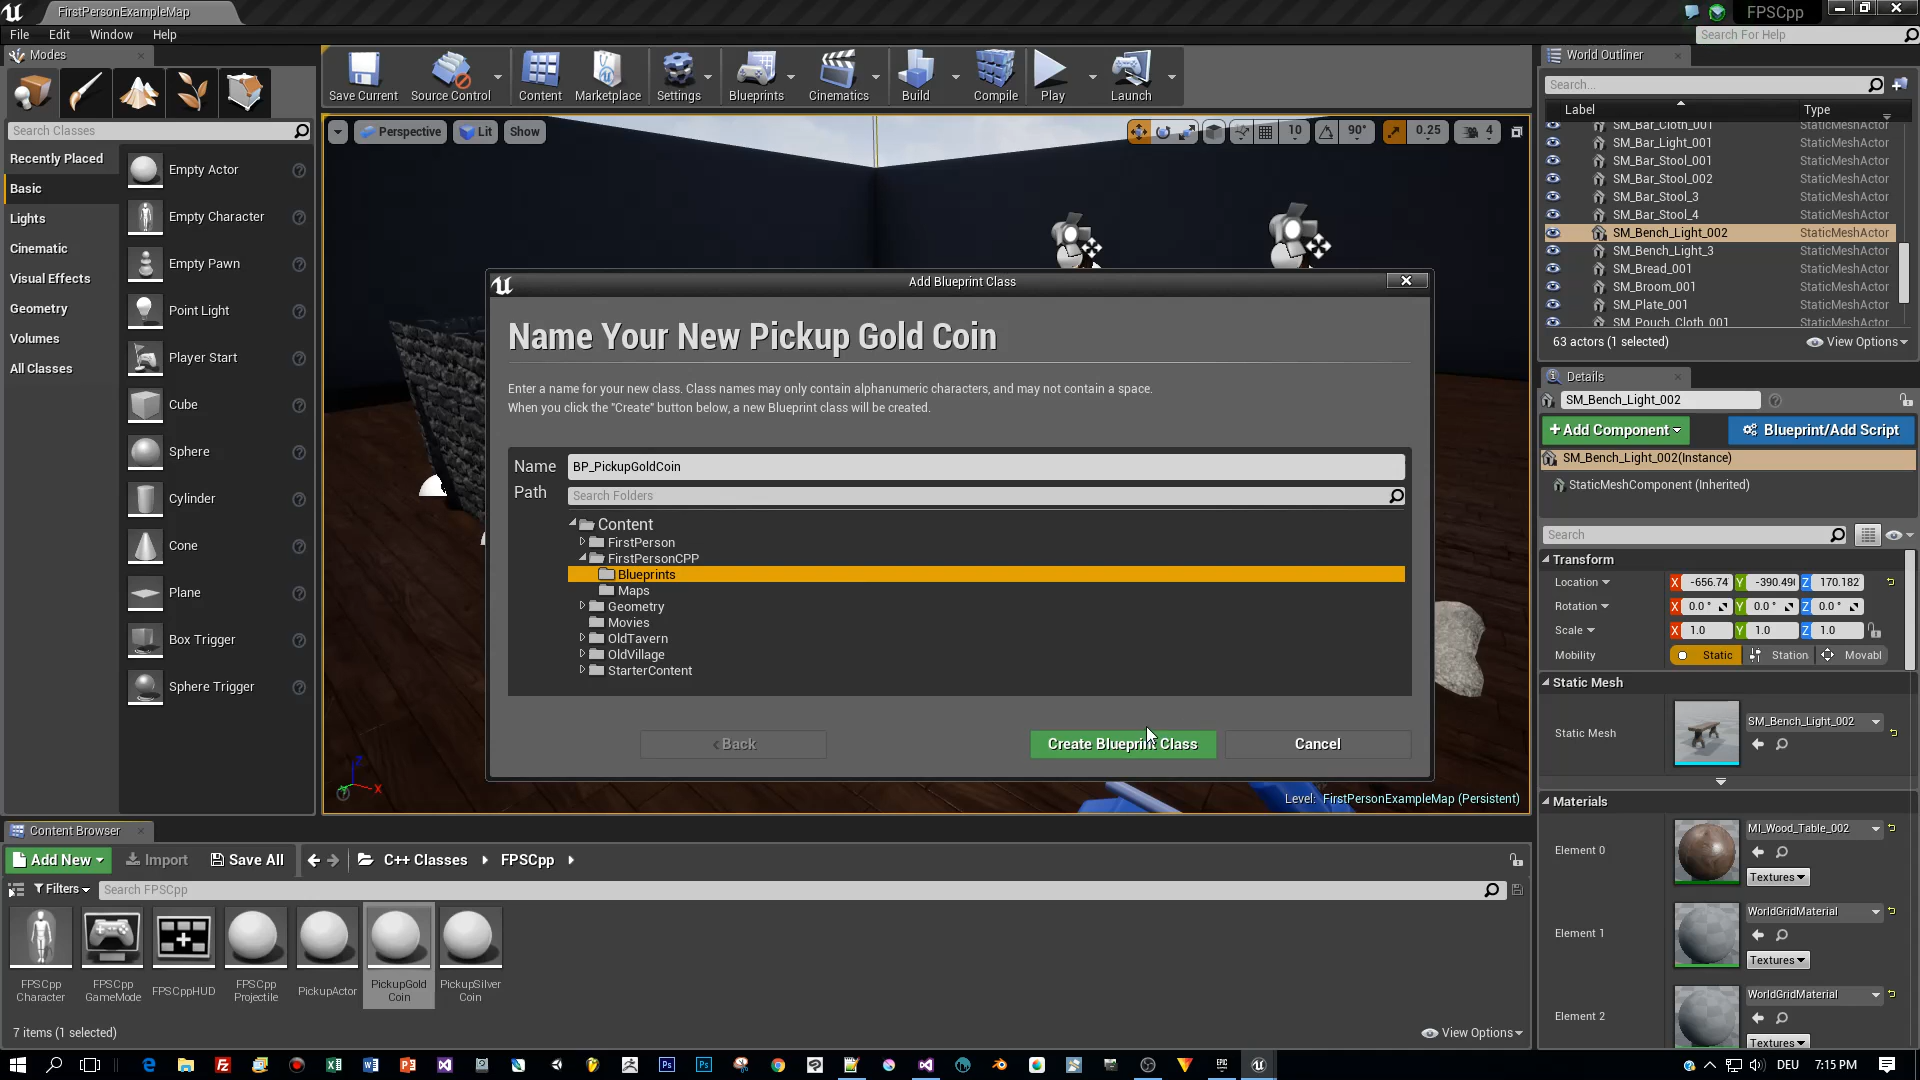 FirstPersonExampleMap
FPSCpp
File Edit Window Help
Search For Help
Modes
Save Current
Source Control
Content
Marketplace
Settings
Blueprints
Cinematics
Build
Compile
Play
Launch
World Outliner
Search...
Label Type
SM_Bar_Cloth_001 StaticMeshActor
SM_Bar_Light_001 StaticMeshActor
SM_Bar_Stool_001 StaticMeshActor
SM_Bar_Stool_002 StaticMeshActor
SM_Bar_Stool_3 StaticMeshActor
SM_Bar_Stool_4 StaticMeshActor
SM_Bench_Light_002 StaticMeshActor
SM_Bench_Light_3 StaticMeshActor
SM_Bread_001 StaticMeshActor
SM_Broom_001 StaticMeshActor
SM_Plate_001 StaticMeshActor
SM_Pouch_Cloth_001 StaticMeshActor
63 actors (1 selected)
View Options
Search Classes
Recently Placed
Basic
Lights
Cinematic
Visual Effects
Geometry
Volumes
All Classes
Empty Actor
Empty Character
Empty Pawn
Point Light
Player Start
Cube
Sphere
Cylinder
Cone
Plane
Box Trigger
Sphere Trigger
Perspective
Lit
Show
10
90°
0.25
4
Add Blueprint Class
Name Your New Pickup Gold Coin
Enter a name for your new class. Class names may only contain alphanumeric characters, and may not contain a space.
When you click the "Create" button below, a new Blueprint class will be created.
Name BP_PickupGoldCoin
Path Search Folders
Content
FirstPerson
FirstPersonCPP
Blueprints
Maps
Geometry
Movies
OldTavern
OldVillage
StarterContent
Back
Create Blueprint Class
Cancel
Level: FirstPersonExampleMap (Persistent)
Details
SM_Bench_Light_002
+Add Component
Blueprint/Add Script
SM_Bench_Light_002(Instance)
StaticMeshComponent (Inherited)
Search
Transform
Location X -656.74 Y -390.49 Z 170.182
Rotation X 0.0 ° Y 0.0 ° Z 0.0 °
Scale X 1.0 Y 1.0 Z 1.0
Mobility Static Station Movabl
Static Mesh
Static Mesh SM_Bench_Light_002
Materials
Element 0 MI_Wood_Table_002
Textures
Element 1 WorldGridMaterial
Textures
Element 2 WorldGridMaterial
Textures
Content Browser
Add New
Import
Save All
C++ Classes
FPSCpp
Filters
Search FPSCpp
FPSCpp
Character
FPSCpp
GameMode
FPSCppHUD
FPSCpp
Projectile
PickupActor
PickupGold
Coin
PickupSilver
Coin
7 items (1 selected)
View Options
DEU 7:15 PM